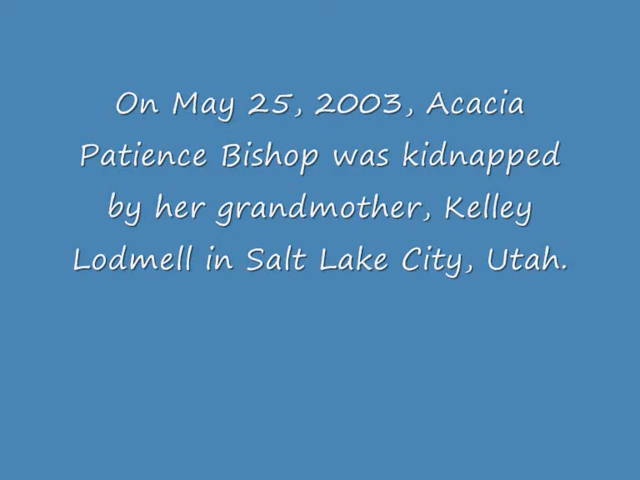 On May 25, 2003, Acacia
Patience Bishop was kidnapped
by her grandmother, Kelley
Lodmell in Salt Lake City, Utah.